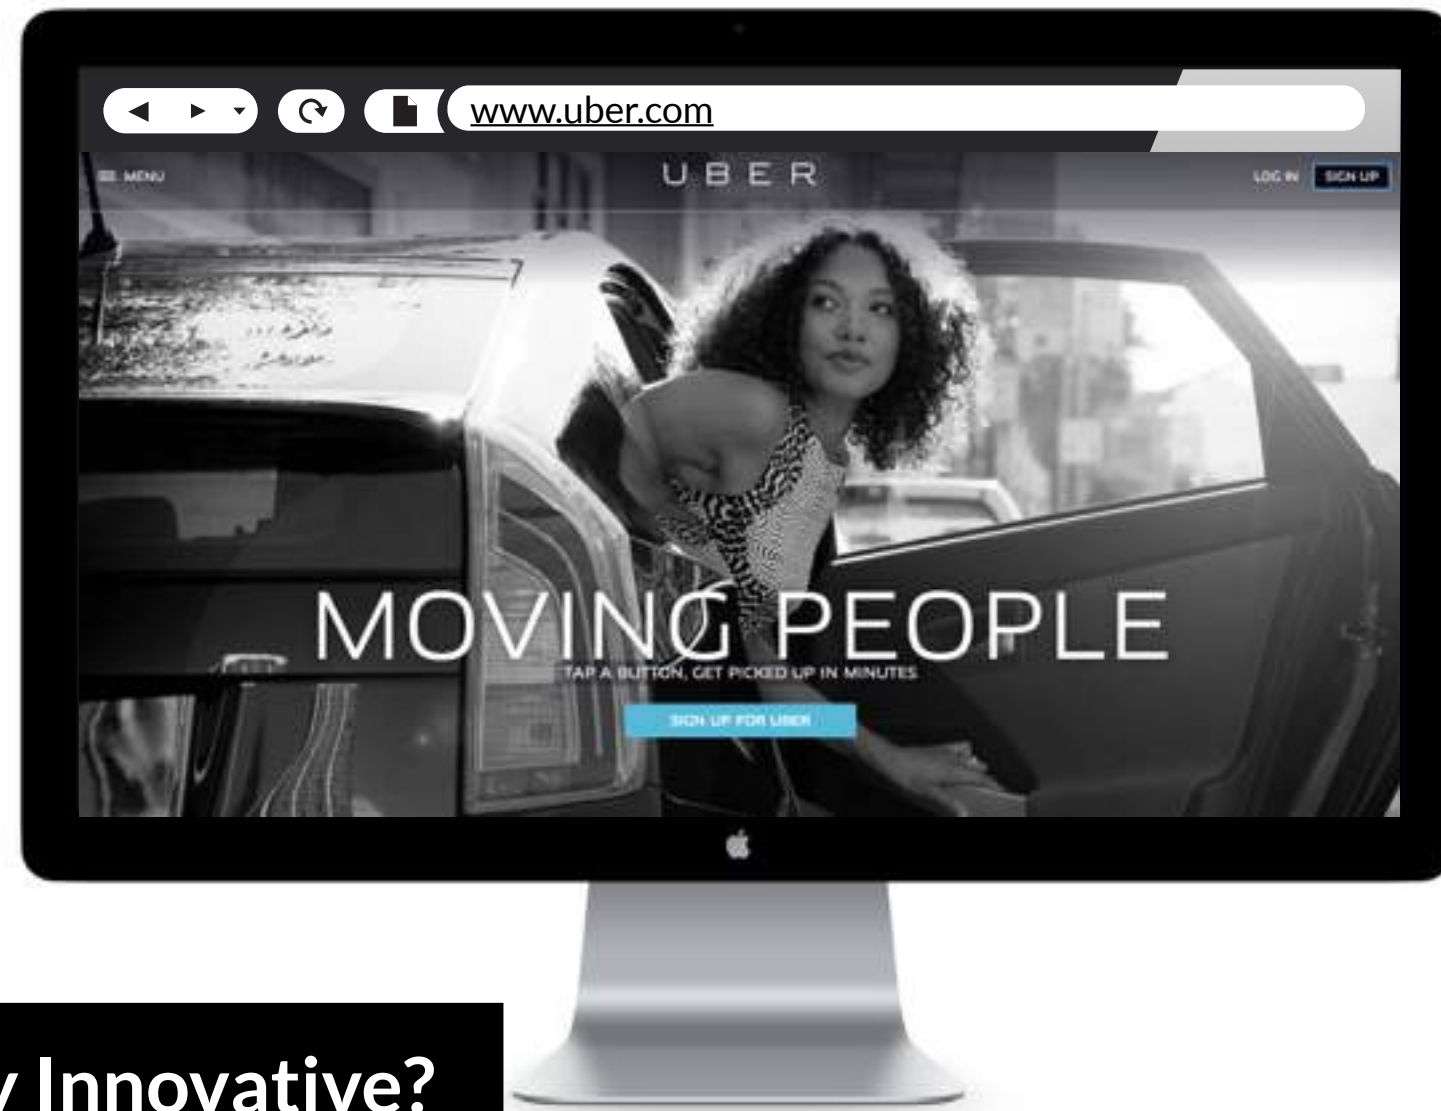 www.uber.com
MENU
UBER
LOG IN
SIGN UP
MOVING PEOPLE
TAP A BUTTON, GET PICKED UP IN MINUTES
SIGN UP FOR UBER
Innovative?